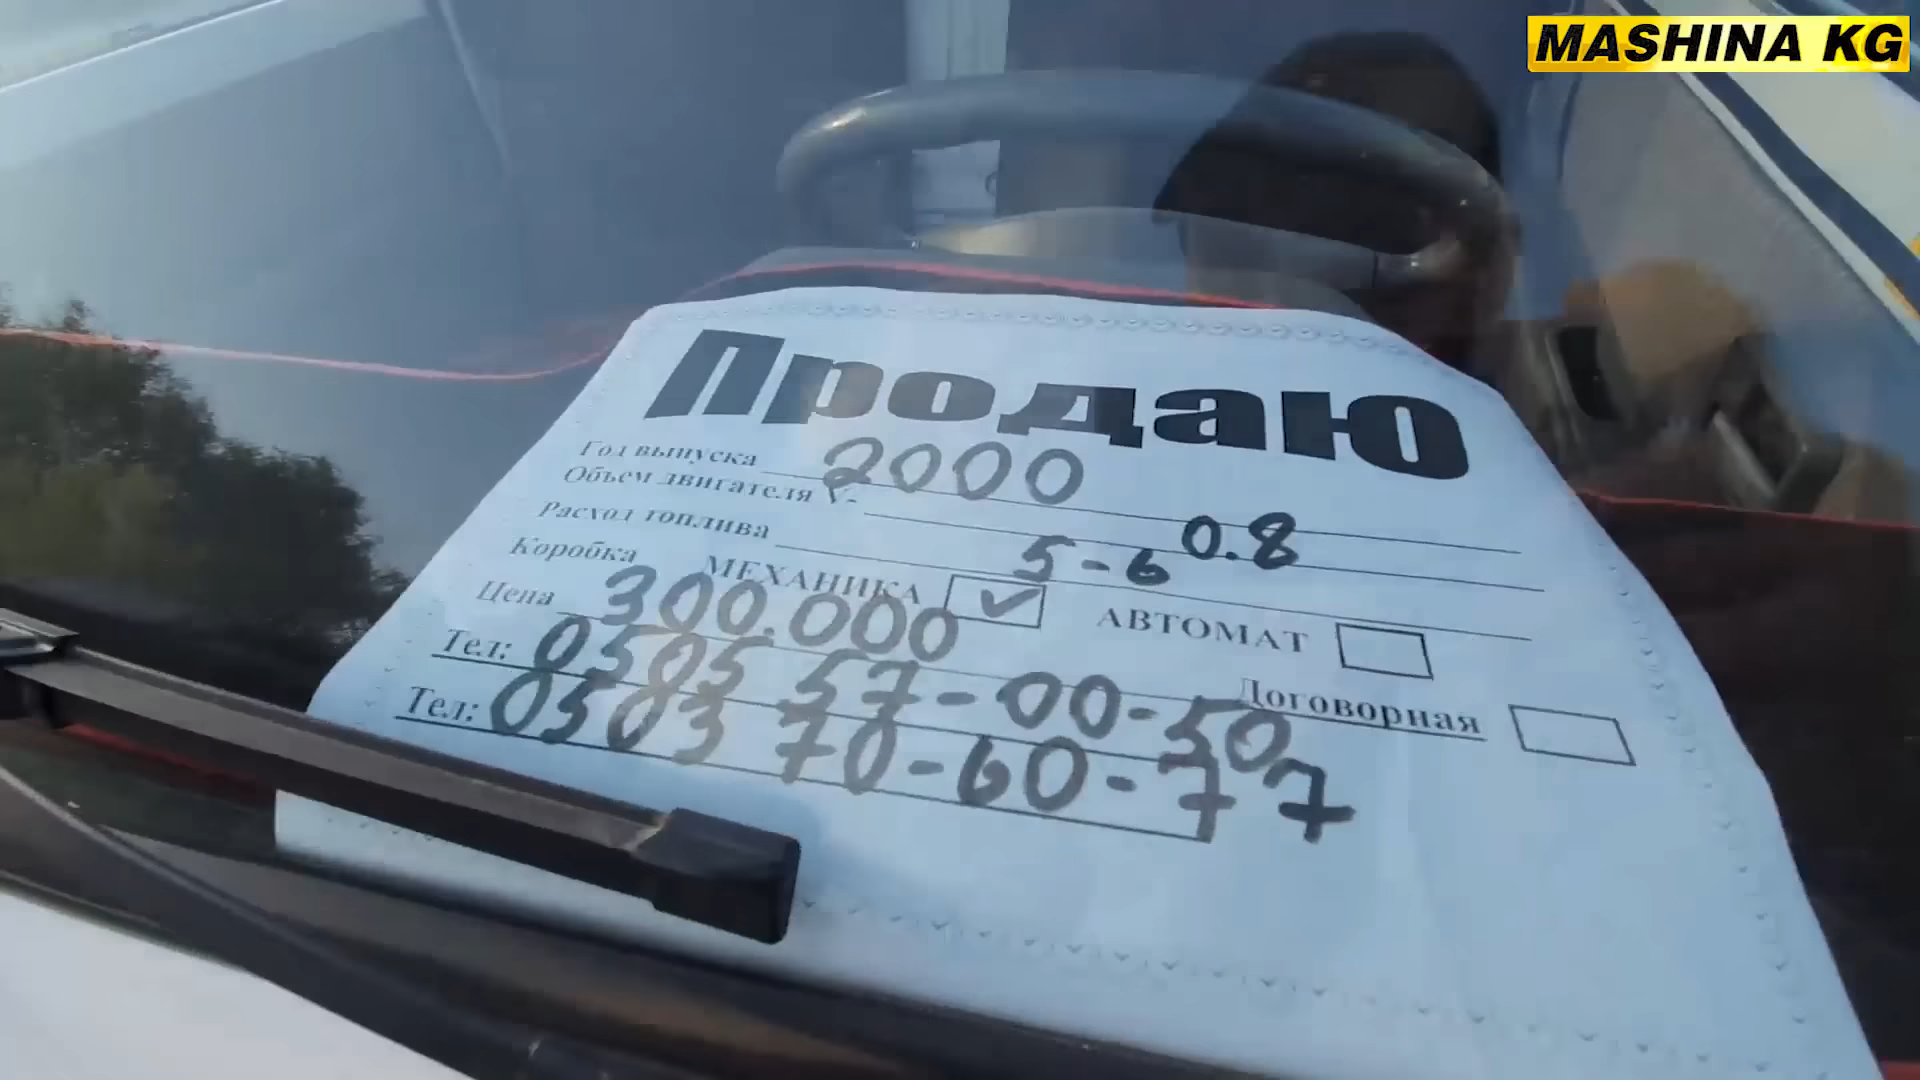 MASHINA KG
Продаю
Год выпуска 2000
Объем двигателя V- 0.8
Расход топлива 5-6
Коробка МЕХАНИКА ✓ АВТОМАТ
Цена 300.000 Договорная
Тел: 0505 57-00-50
Тел: 0503 70-60-77